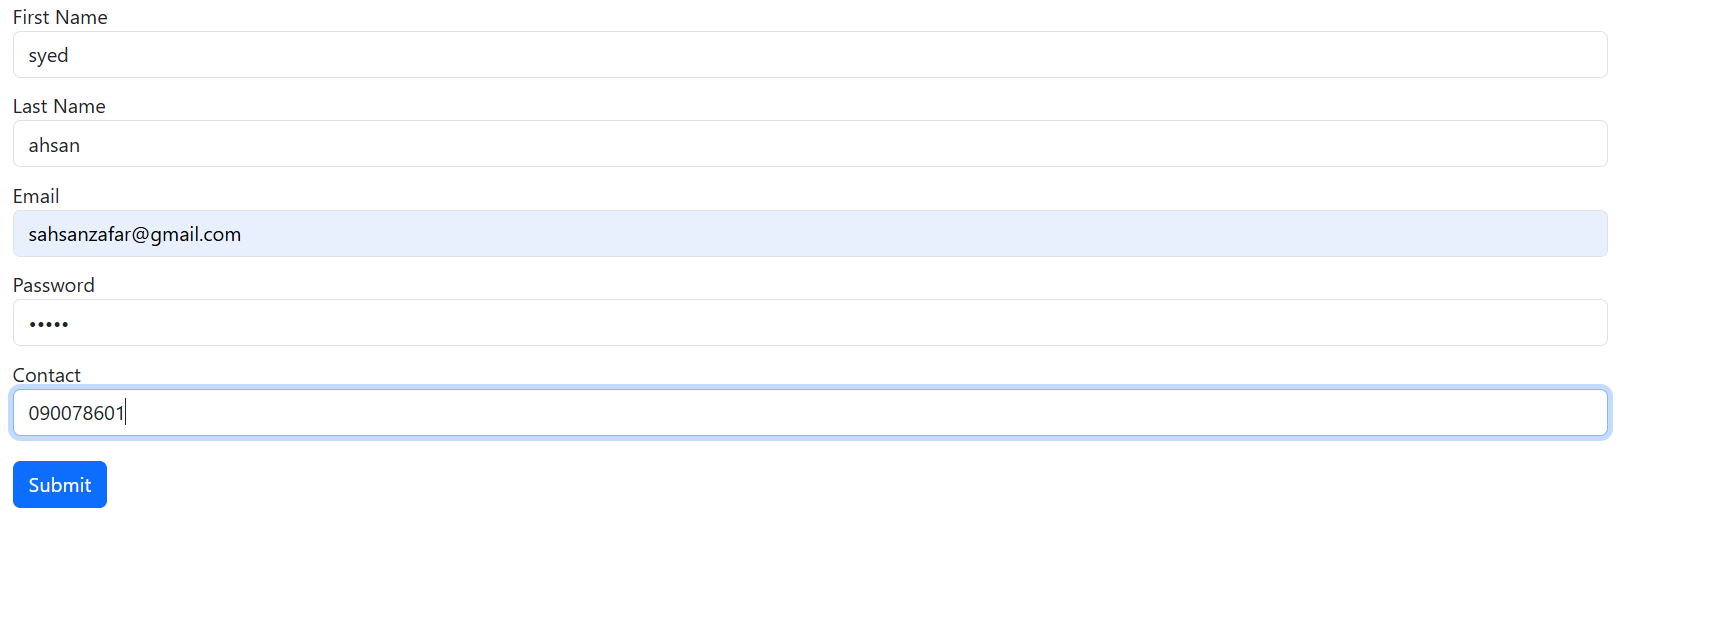 First Name
syed
Last Name
ahsan
Email
sahsanzafar@gmail.com
Password
•••••
Contact
090078601
Submit